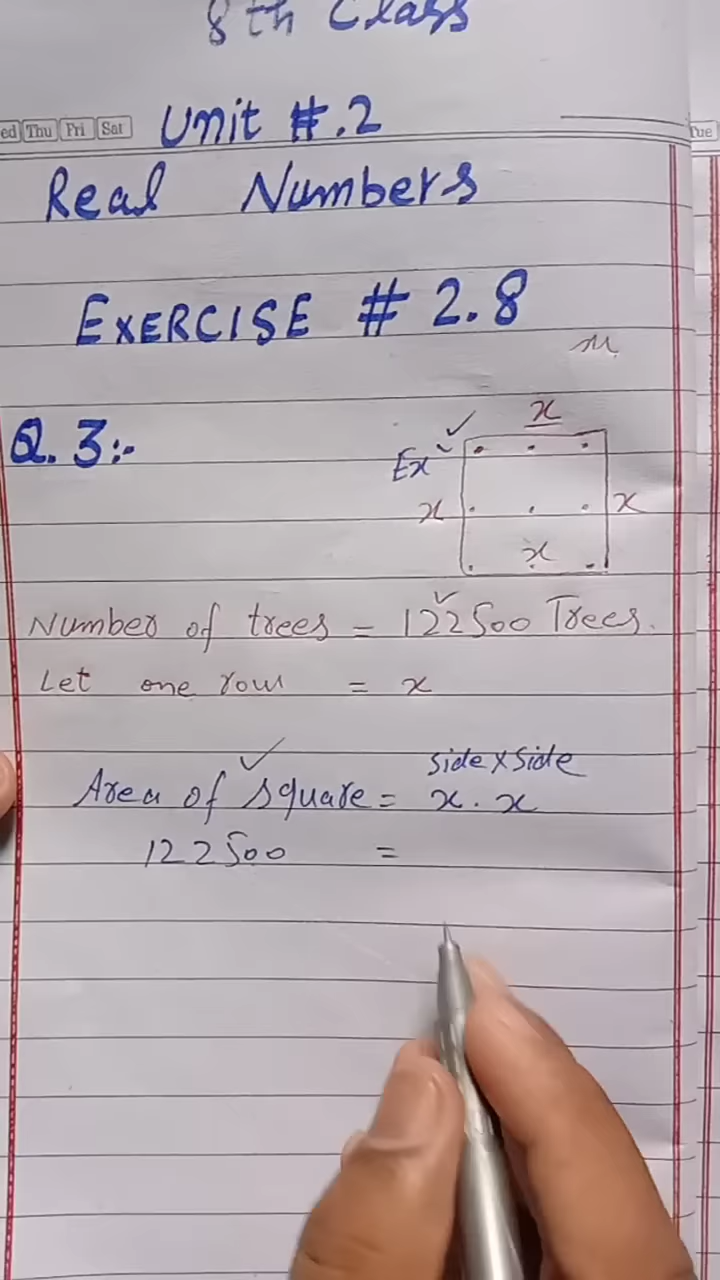 8th Class
ed Thu Fri Sat
Unit #.2
Tue
Real Numbers
EXERCISE # 2.8
x
Q. 3:-
x
Ex
x x
x
Number of trees = 122500 Trees.
Let one row = x
side x side
Area of square = x . x
122500 =